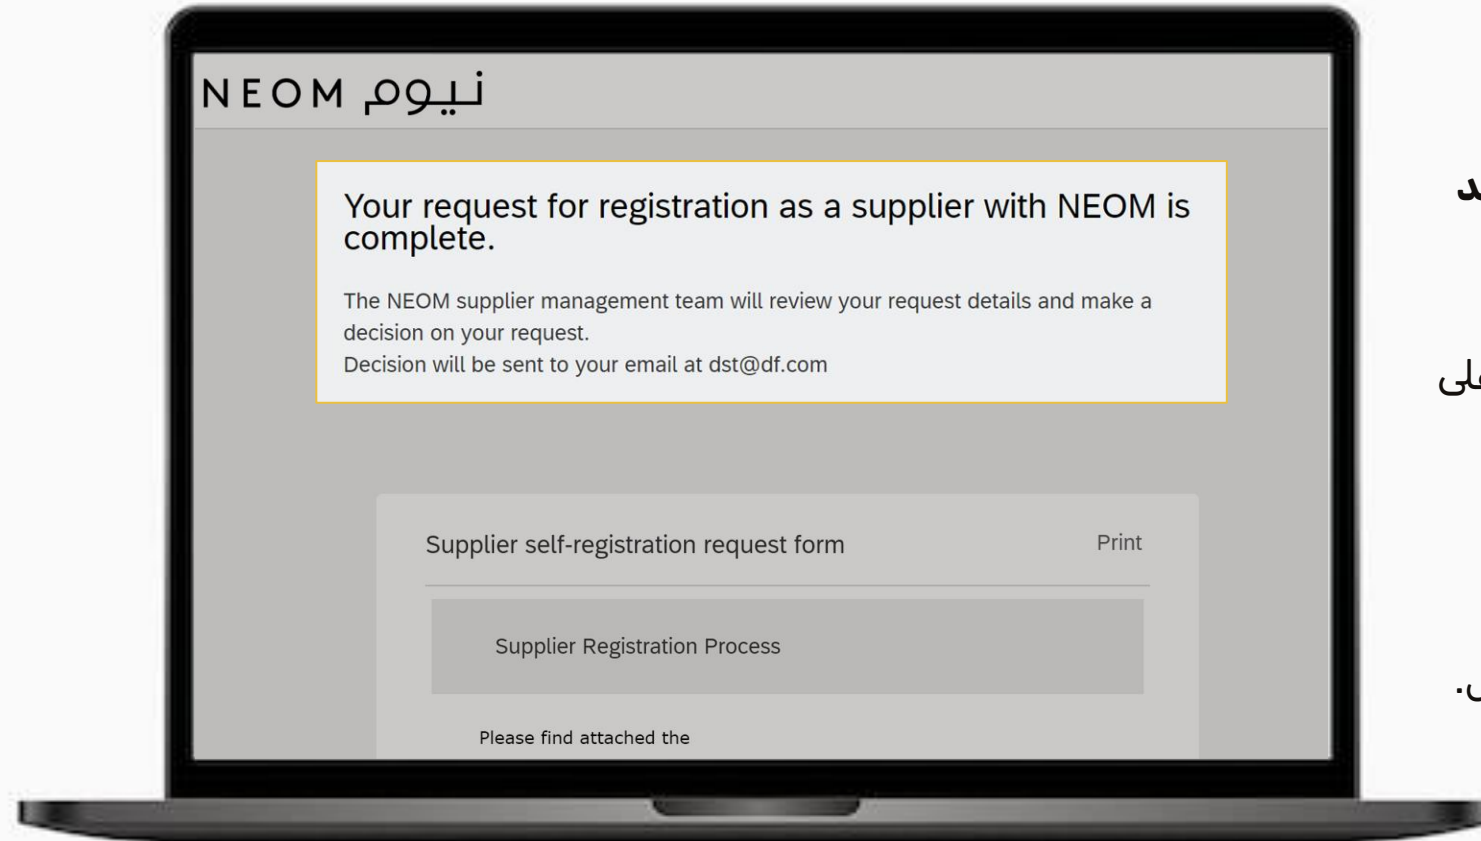 NEOM نيوم
Your request for registration as a supplier with NEOM is
complete.
The NEOM supplier management team will review your request details and make a
decision on your request.
Decision will be sent to your email at dst@df.com
Supplier self-registration request form
Print
Supplier Registration Process
Please find attached the